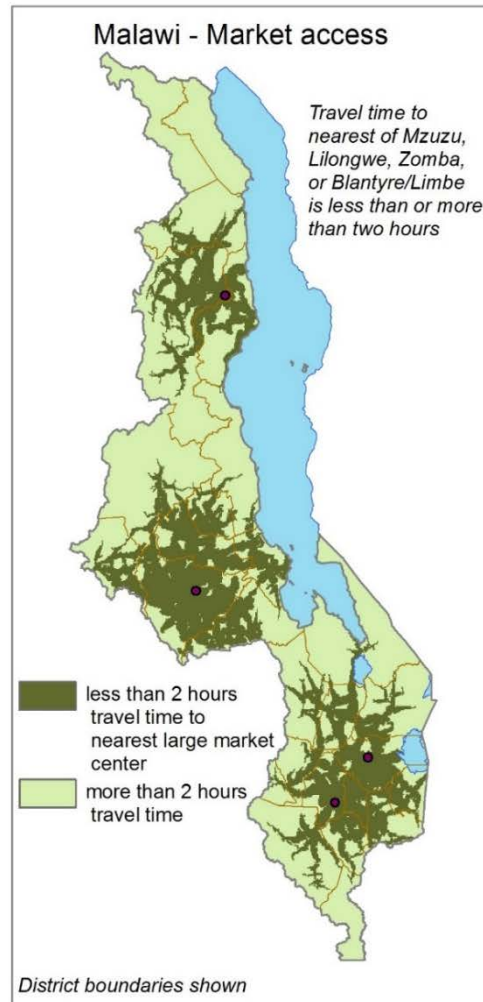 Malawi - Market access
Travel time to
nearest of Mzuzu,
Lilongwe, Zomba,
or Blantyre/Limbe
is less than or more
than two hours
less than 2 hours
travel time to
nearest large market
center
more than 2 hours
travel time
District boundaries shown